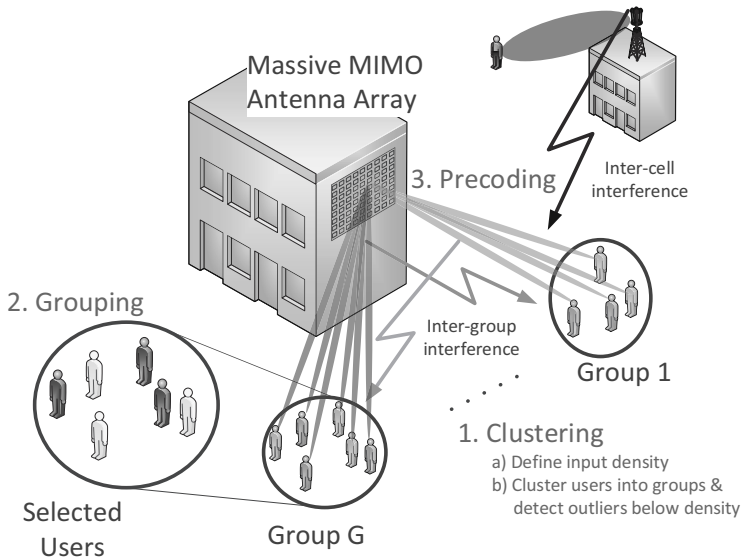 Massive MIMO
Antenna Array
3. Precoding
Inter-cell
interference
2. Grouping
Inter-group
interference
Group 1
1. Clustering
a) Define input density
b) Cluster users into groups &
detect outliers below density
Selected
Users
Group G